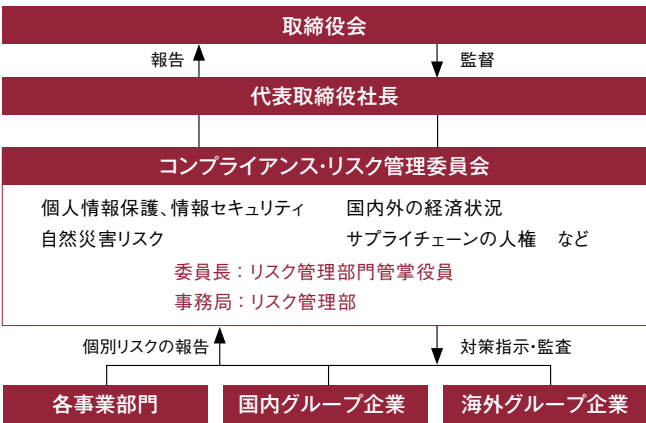 取締役会
報告
監督
代表取締役社長
コンプライアンス・リスク管理委員会
個人情報保護、情報セキュリティ
国内外の経済状況
自然災害リスク
サプライチェーンの人権　など
委員長：リスク管理部門管掌役員
事務局：リスク管理部
個別リスクの報告
対策指示・監査
各事業部門
国内グループ企業
海外グループ企業